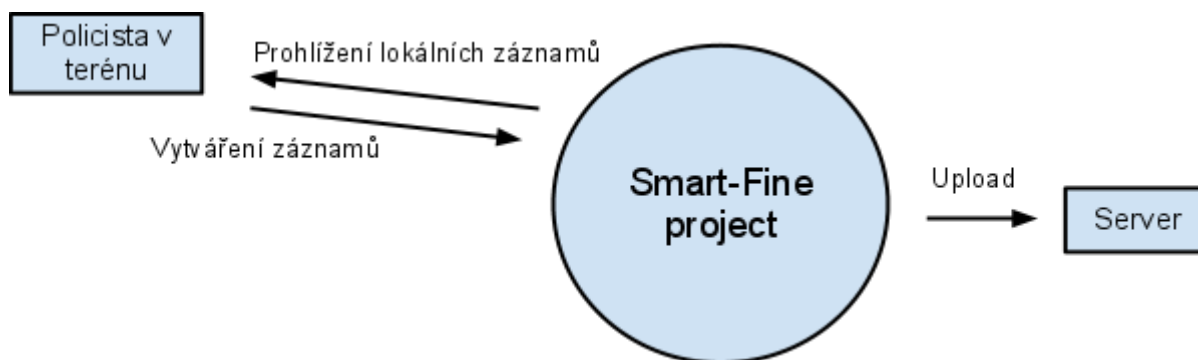 Policista v
terénu
Prohlížení lokálních záznamů
Vytváření záznamů
Smart-Fine
project
Upload
Server